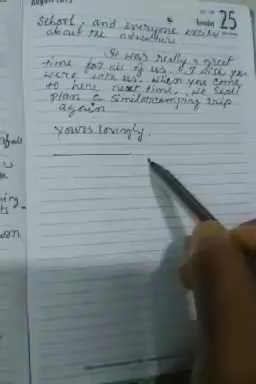 school, and everyone excited
about the adventure.
It was really a great
time for all of us. I wish you
were with us. When you come
to here next time, we shall
plan a similar camping trip
again
Yours lovingly.
Tuesday 25